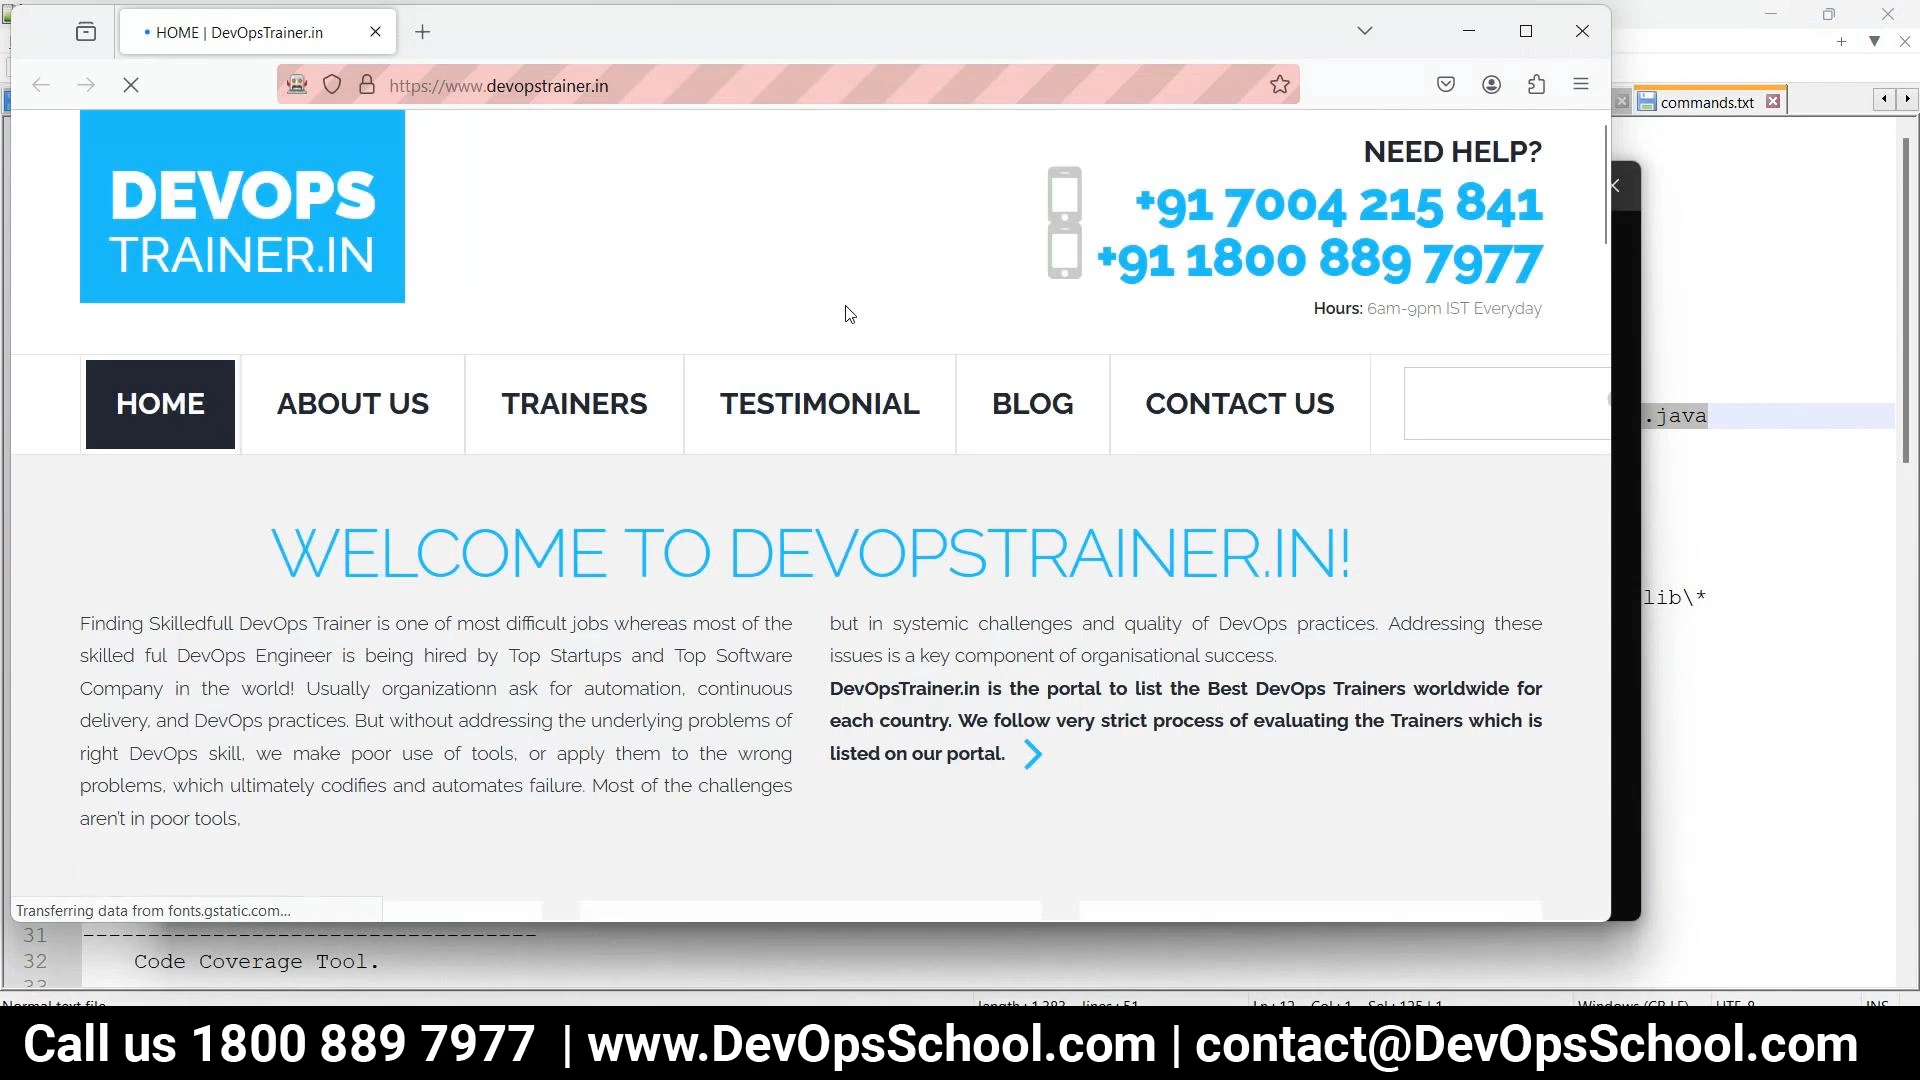 HOME | DevOpsTrainer.in
https://www.devopstrainer.in
commands.txt
DEVOPS
TRAINER.IN
NEED HELP?
+91 7004 215 841
+91 1800 889 7977
Hours: 6am-9pm IST Everyday
HOME
ABOUT US
TRAINERS
TESTIMONIAL
BLOG
CONTACT US
.java
WELCOME TO DEVOPSTRAINER.IN!
Finding Skilledfull DevOps Trainer is one of most difficult jobs whereas most of the
skilled ful DevOps Engineer is being hired by Top Startups and Top Software
Company in the world! Usually organizationn ask for automation, continuous
delivery, and DevOps practices. But without addressing the underlying problems of
right DevOps skill, we make poor use of tools, or apply them to the wrong
problems, which ultimately codifies and automates failure. Most of the challenges
aren't in poor tools,
but in systemic challenges and quality of DevOps practices. Addressing these
issues is a key component of organisational success.
DevOpsTrainer.in is the portal to list the Best DevOps Trainers worldwide for
each country. We follow very strict process of evaluating the Trainers which is
listed on our portal.
lib\*
Transferring data from fonts.gstatic.com...
31 -----------------------------------
32 Code Coverage Tool.
Call us 1800 889 7977 | www.DevOpsSchool.com | contact@DevOpsSchool.com